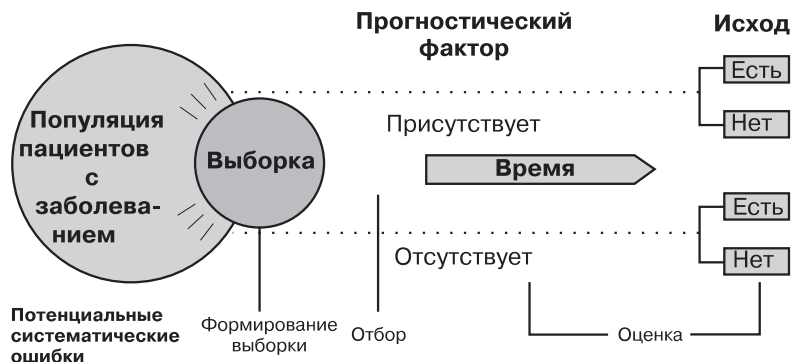 Прогностический
фактор
Исход
Есть
Нет
Присутствует
Популяция
пациентов
с
заболева-
нием
Выборка
Время
Есть
Нет
Отсутствует
Потенциальные
систематические
ошибки
Формирование
выборки
Отбор
Оценка